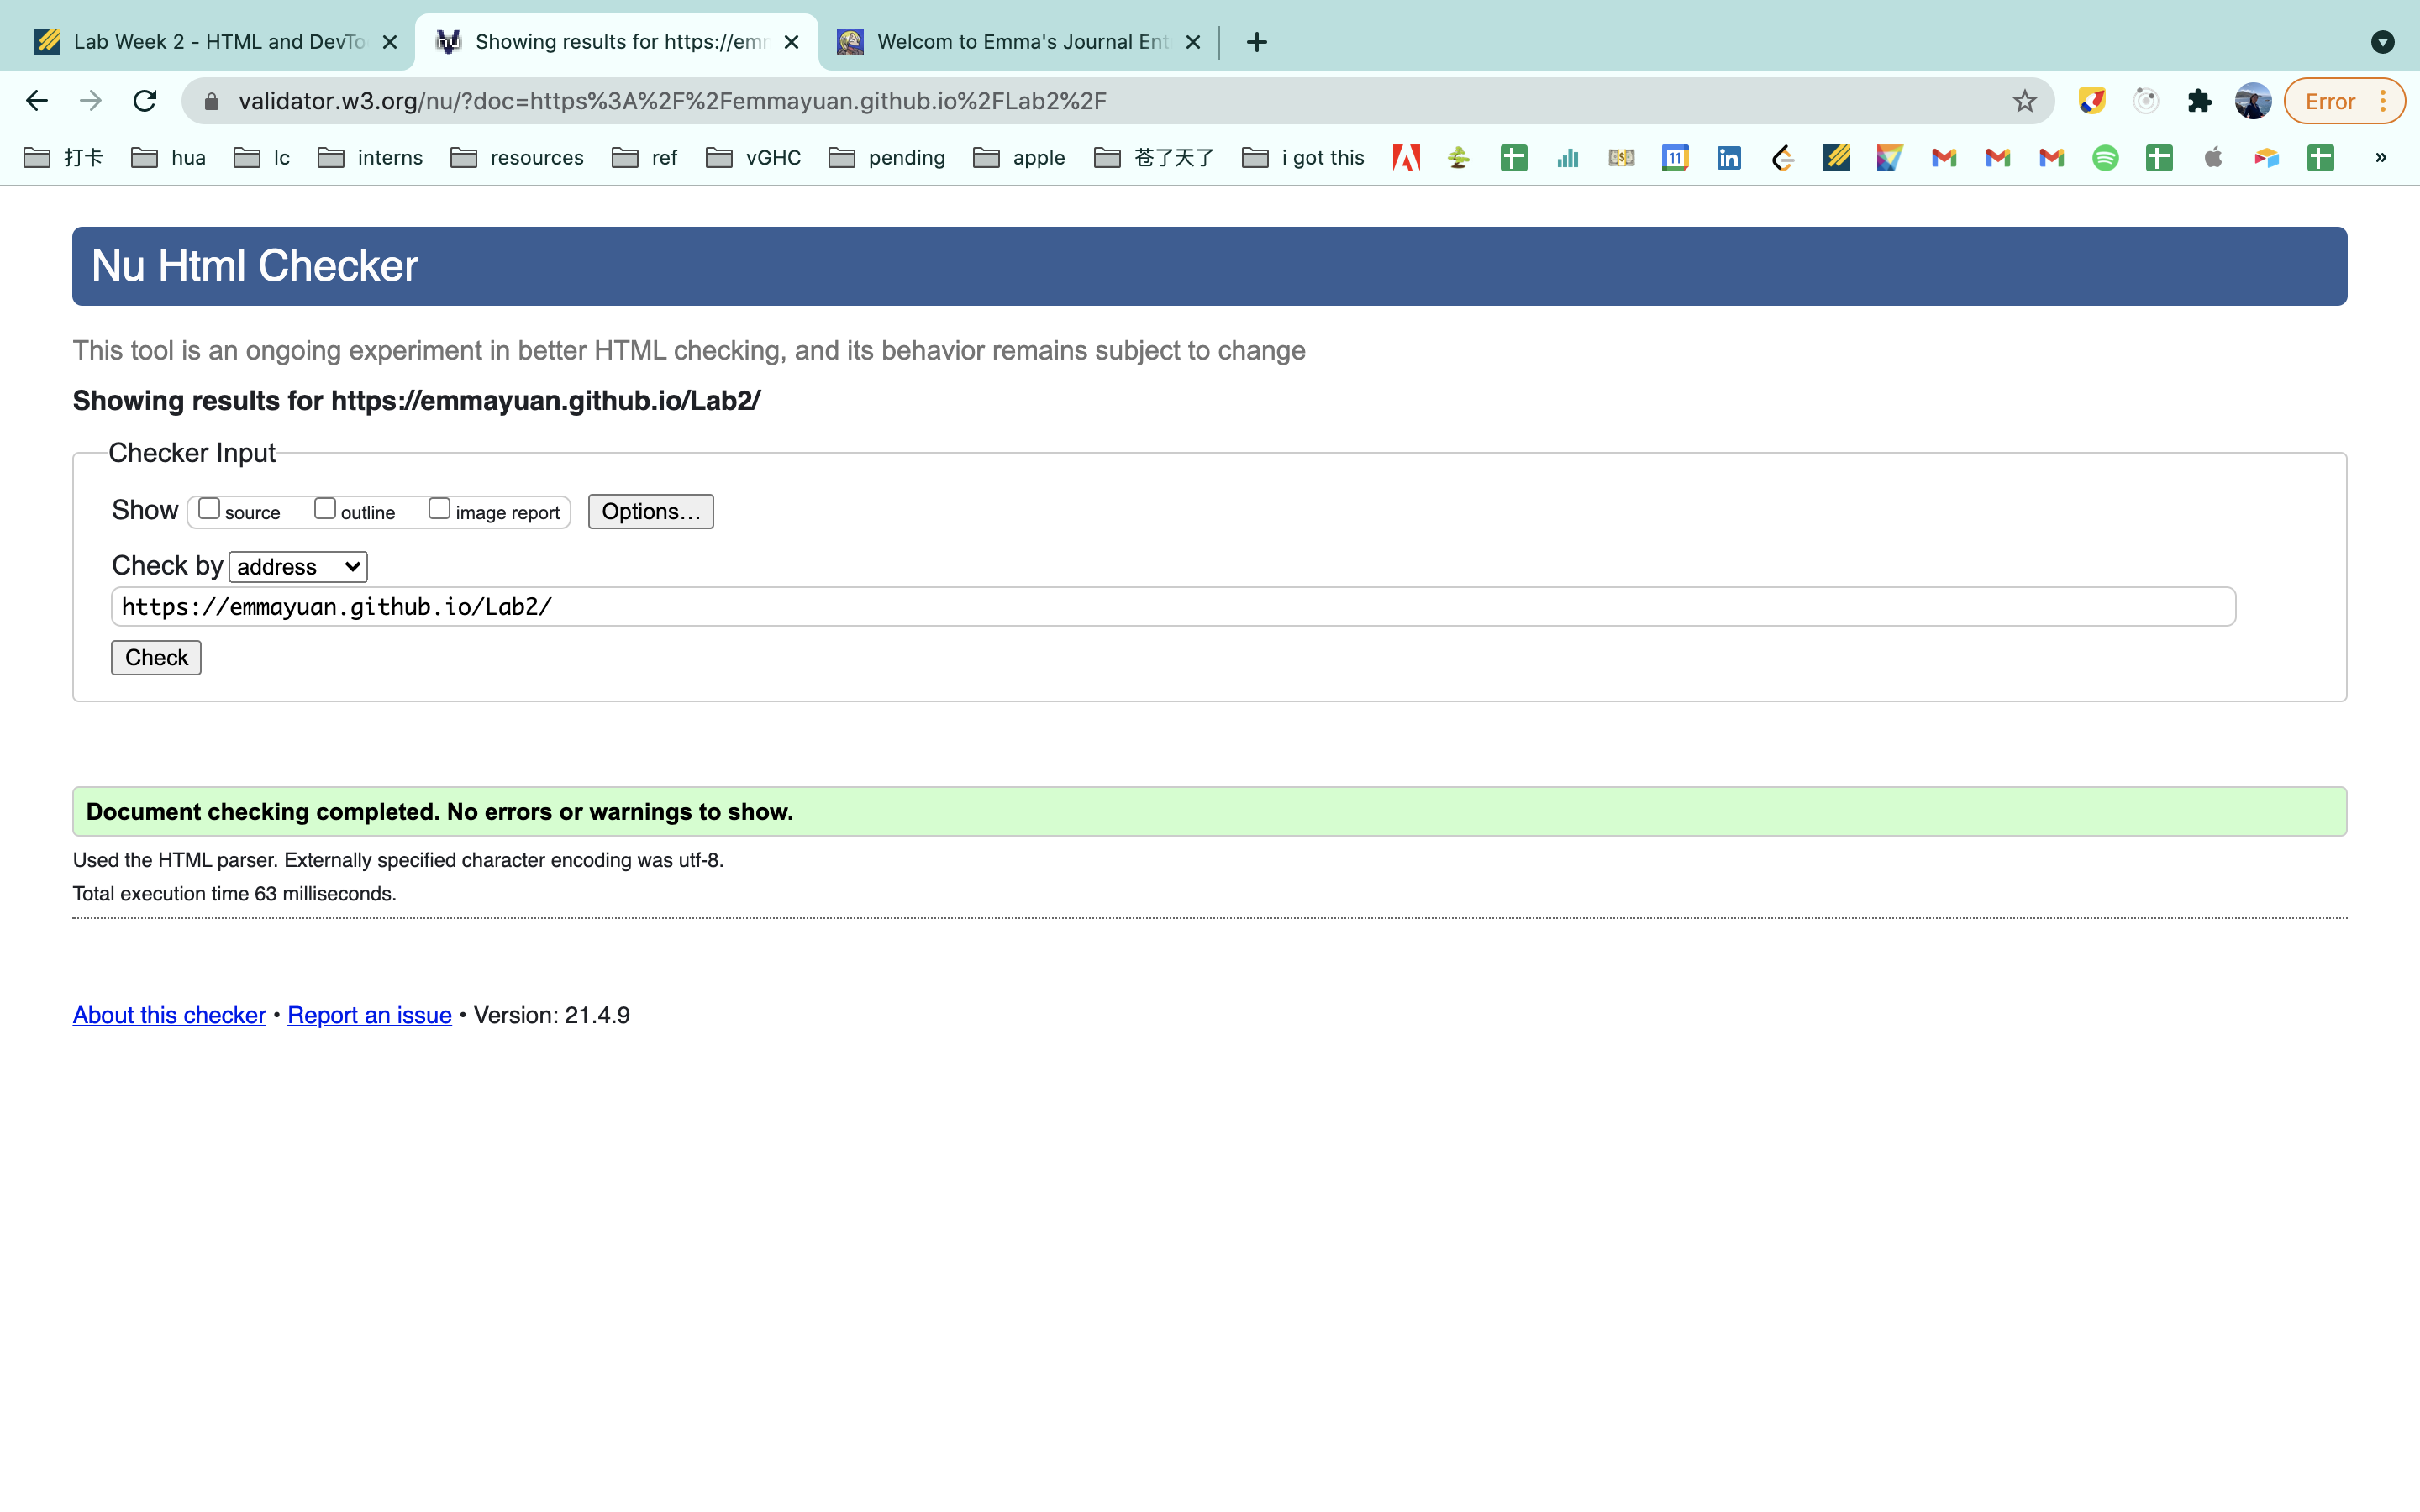 Lab Week 2 - HTML and DevToo
Showing results for https://emm
Welcom to Emma's Journal Ent
validator.w3.org/nu/?doc=https%3A%2F%2Femmayuan.github.io%2FLab2%2F
Error
打卡 hua lc interns resources ref vGHC pending apple 苍了天了 i got this
Nu Html Checker
This tool is an ongoing experiment in better HTML checking, and its behavior remains subject to change
Showing results for https://emmayuan.github.io/Lab2/
Checker Input
Show source outline image report Options...
Check by address
https://emmayuan.github.io/Lab2/
Check
Document checking completed. No errors or warnings to show.
Used the HTML parser. Externally specified character encoding was utf-8.
Total execution time 63 milliseconds.
About this checker • Report an issue • Version: 21.4.9